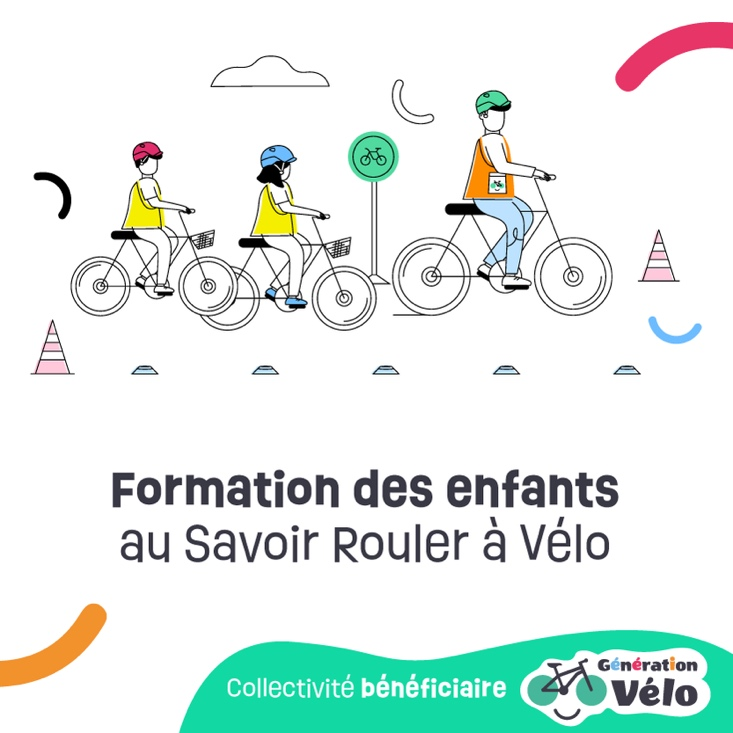 Formation des enfants
au Savoir Rouler à Vélo
Collectivité bénéficiaire
Génération
Vélo